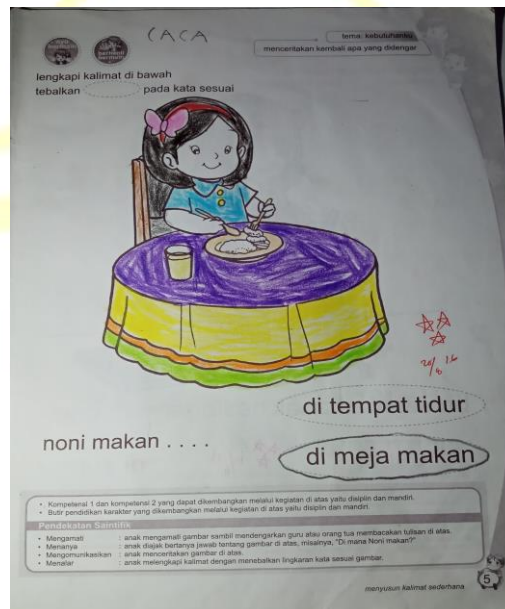 CACA
tema: kebutuhanku
menceritakan kembali apa yang didengar
lengkapi kalimat di bawah
tebalkan pada kata sesuai
di tempat tidur
noni makan . . . .
di meja makan
• Kompetensi 1 dan kompetensi 2 yang dapat dikembangkan melalui kegiatan di atas yaitu disiplin dan mandiri.
• Butir pendidikan karakter yang dikembangkan melalui kegiatan di atas yaitu disiplin dan mandiri.
Pendekatan Saintifik
• Mengamati : anak mengamati gambar sambil mendengarkan guru atau orang tua membacakan tulisan di atas.
• Menanya : anak diajak bertanya jawab tentang gambar di atas, misalnya, "Di mana Noni makan?"
• Mengomunikasikan : anak menceritakan gambar di atas.
• Menalar : anak melengkapi kalimat dengan menebalkan lingkaran kata sesuai gambar.
menyusun kalimat sederhana
5